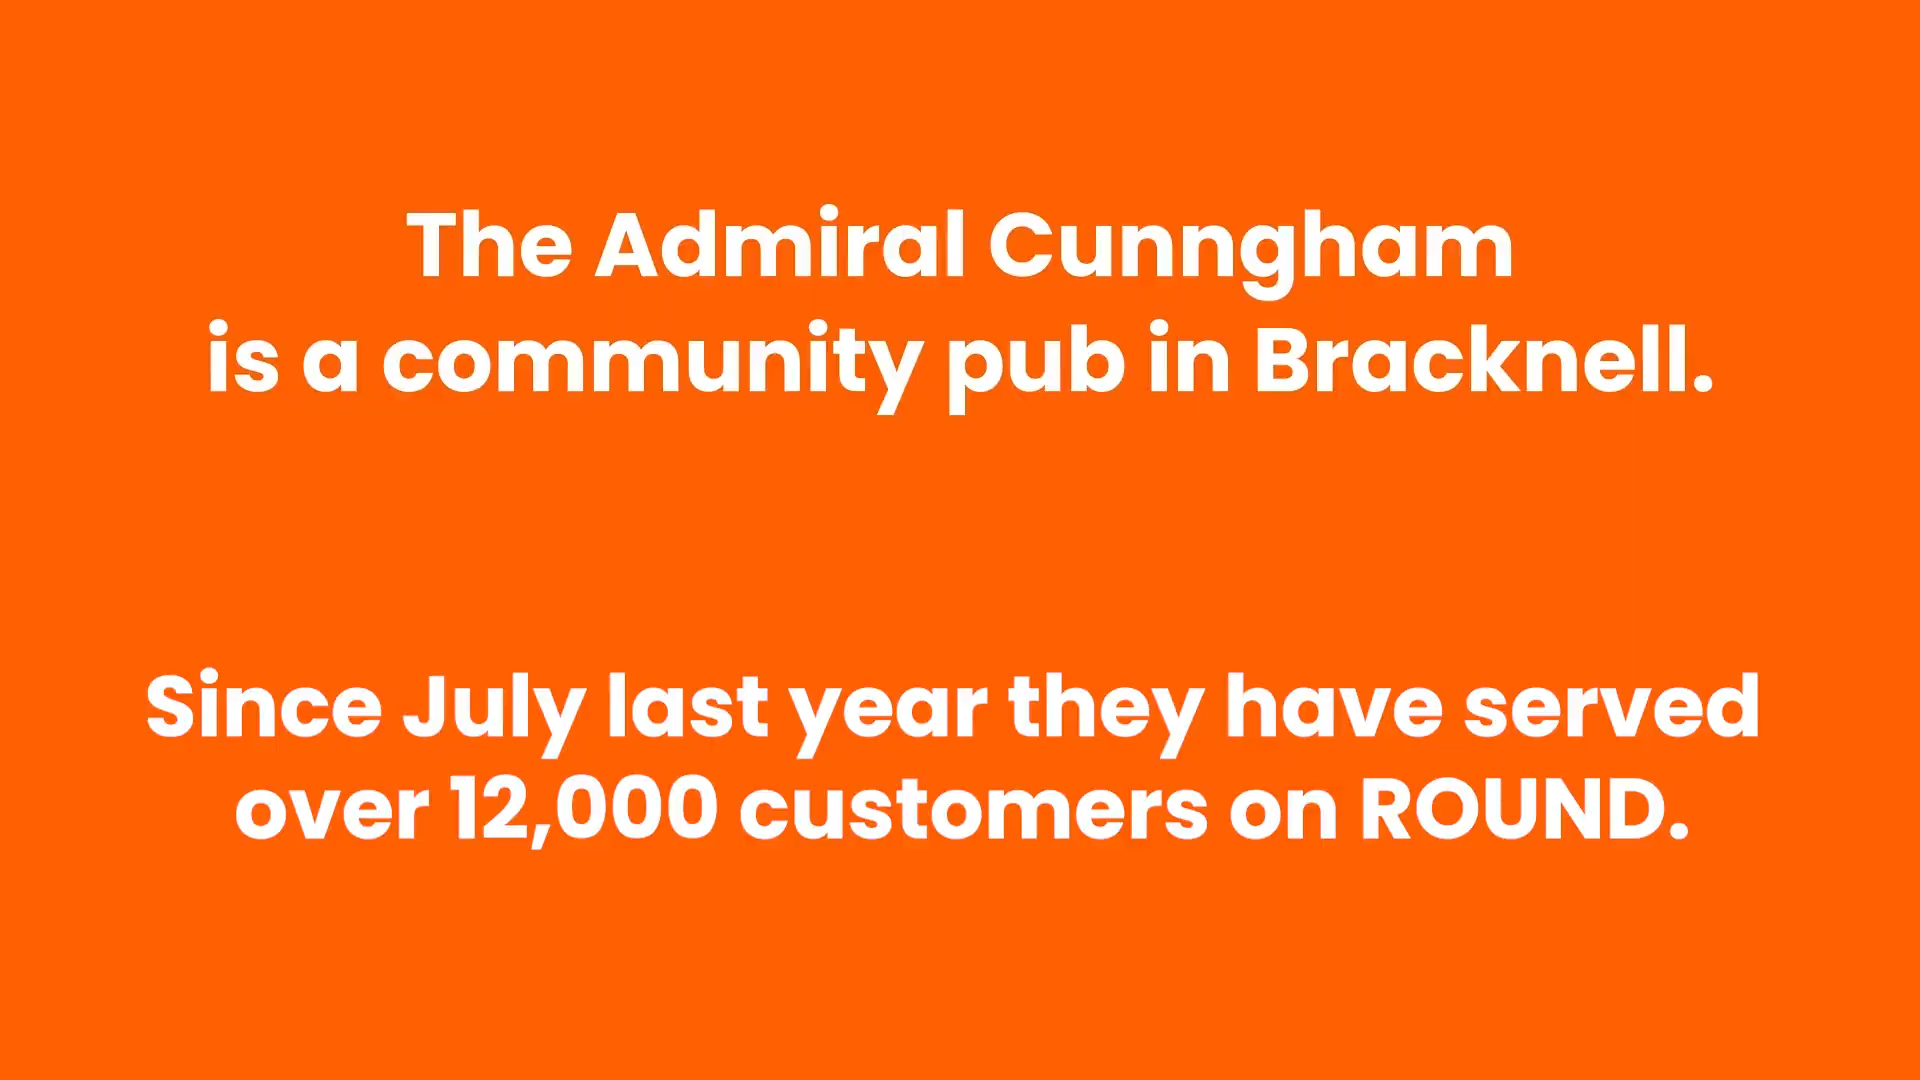 The Admiral Cunngham
is a community pub in Bracknell.
Since July last year they have served
over 12,000 customers on ROUND.